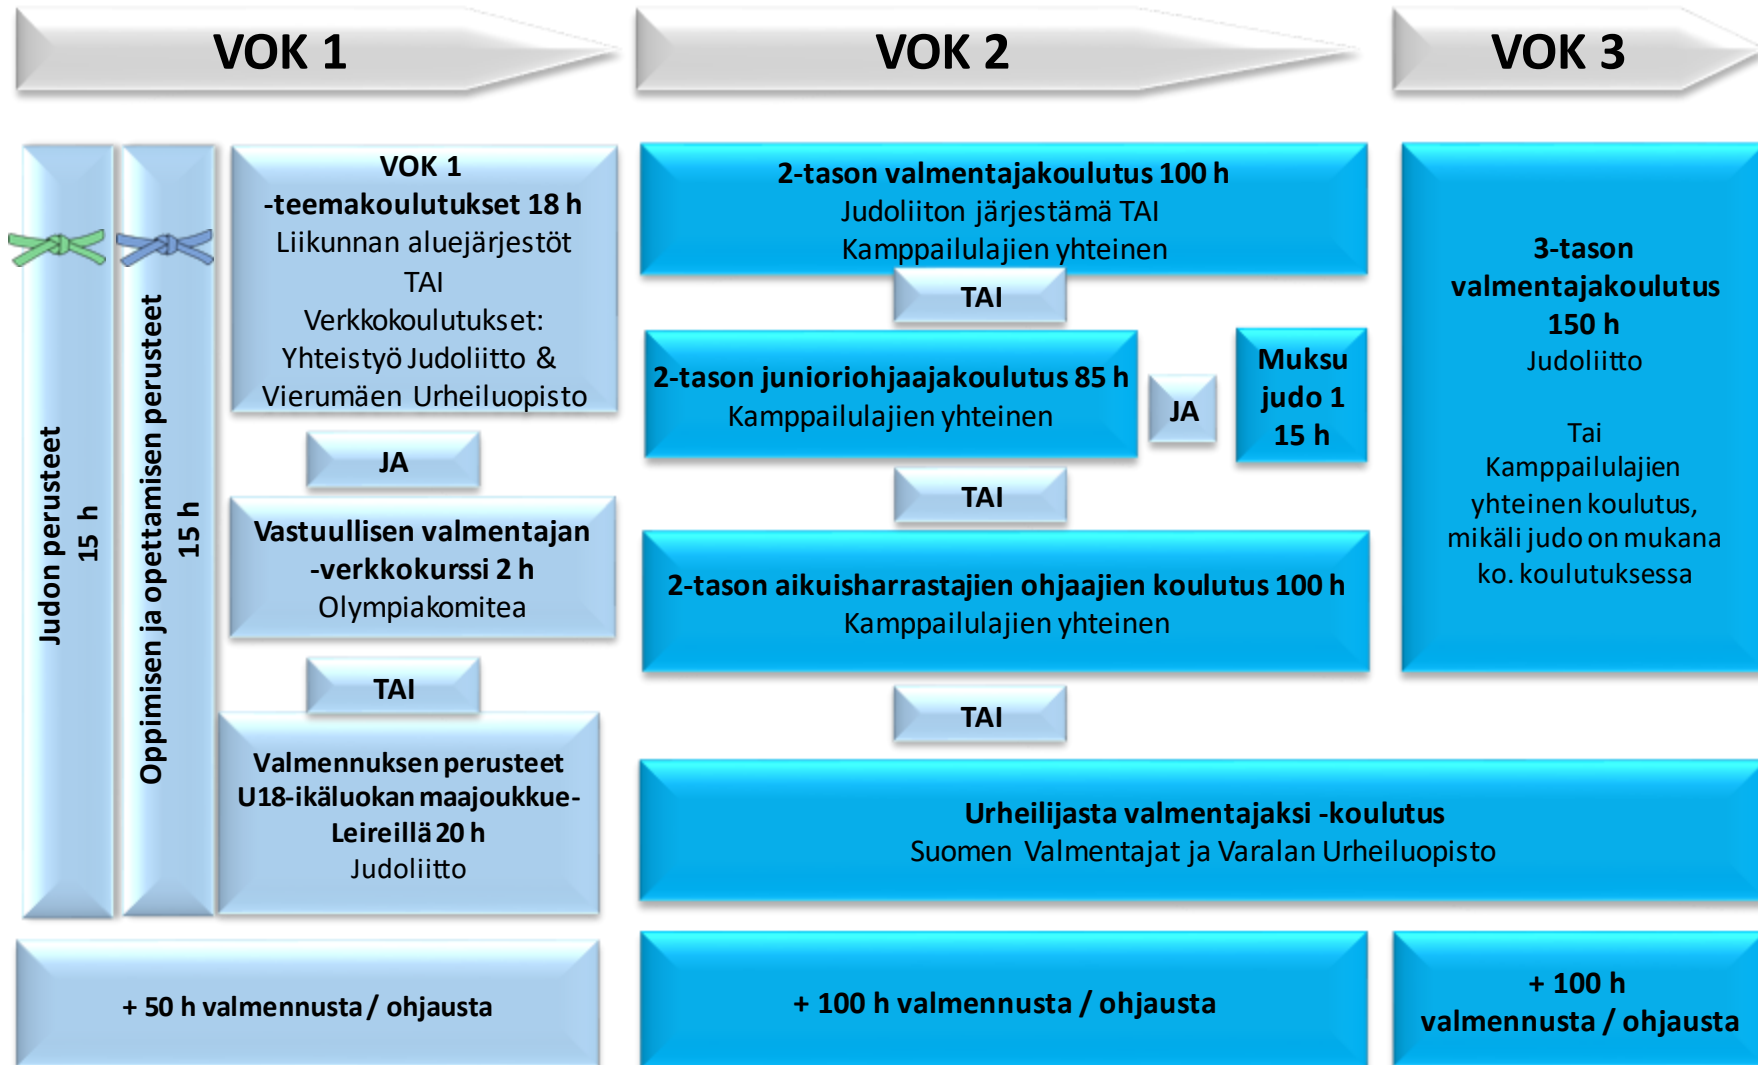 VOK 1
VOK 2
VOK 3
Judon perusteet
15 h
Oppimisen ja opettamisen perusteet
15 h
VOK 1
-teemakoulutukset 18 h
Liikunnan aluejärjestöt
TAI
Verkkokoulutukset:
Yhteistyö Judoliitto &
Vierumäen Urheiluopisto
JA
Vastuullisen valmentajan
-verkkokurssi 2 h
Olympiakomitea
TAI
Valmennuksen perusteet
U18-ikäluokan maajoukkue-
Leireillä 20 h
Judoliitto
+ 50 h valmennusta / ohjausta
2-tason valmentajakoulutus 100 h
Judoliiton järjestämä TAI
Kamppailulajien yhteinen
TAI
2-tason junioriohjaajakoulutus 85 h
Kamppailulajien yhteinen
JA
Muksu
judo 1
15 h
TAI
2-tason aikuisharrastajien ohjaajien koulutus 100 h
Kamppailulajien yhteinen
TAI
Urheilijasta valmentajaksi -koulutus
Suomen Valmentajat ja Varalan Urheiluopisto
+ 100 h valmennusta / ohjausta
3-tason
valmentajakoulutus
150 h
Judoliitto
Tai
Kamppailulajien
yhteinen koulutus,
mikäli judo on mukana
ko. koulutuksessa
+ 100 h
valmennusta / ohjausta